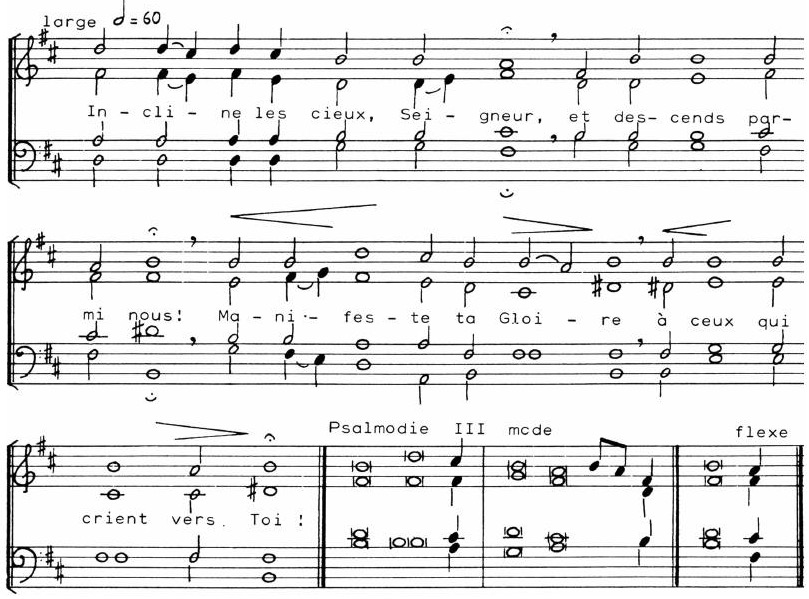 large = 60
In - cli - ne les cieux, Sei - gneur, et des- cends par-
mi nous! Ma - ni - fes - te ta Gloi - re à ceux qui
Psalmodie III mode flexe
crient vers Toi !